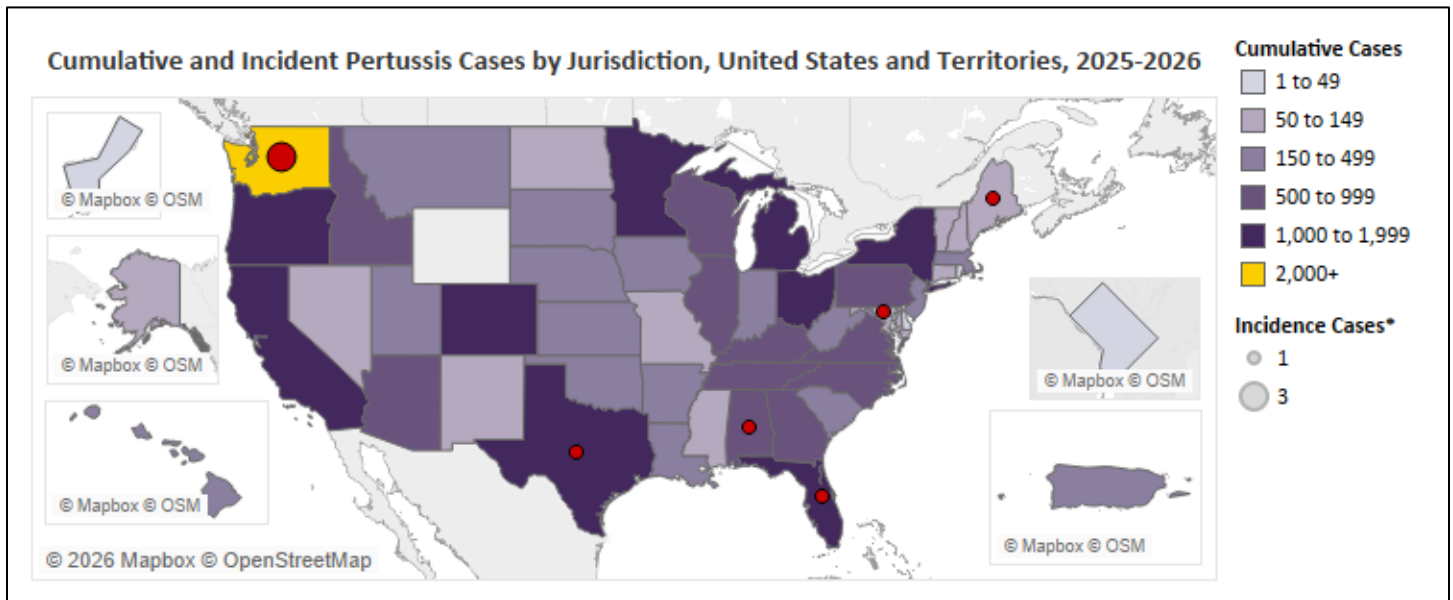 Cumulative and Incident Pertussis Cases by Jurisdiction, United States and Territories, 2025-2026
Cumulative Cases
1 to 49
50 to 149
150 to 499
500 to 999
1,000 to 1,999
2,000+
Incidence Cases*
1
3
© Mapbox © OSM
© Mapbox © OSM
© Mapbox © OSM
© Mapbox © OSM
© Mapbox © OSM
© 2026 Mapbox © OpenStreetMap